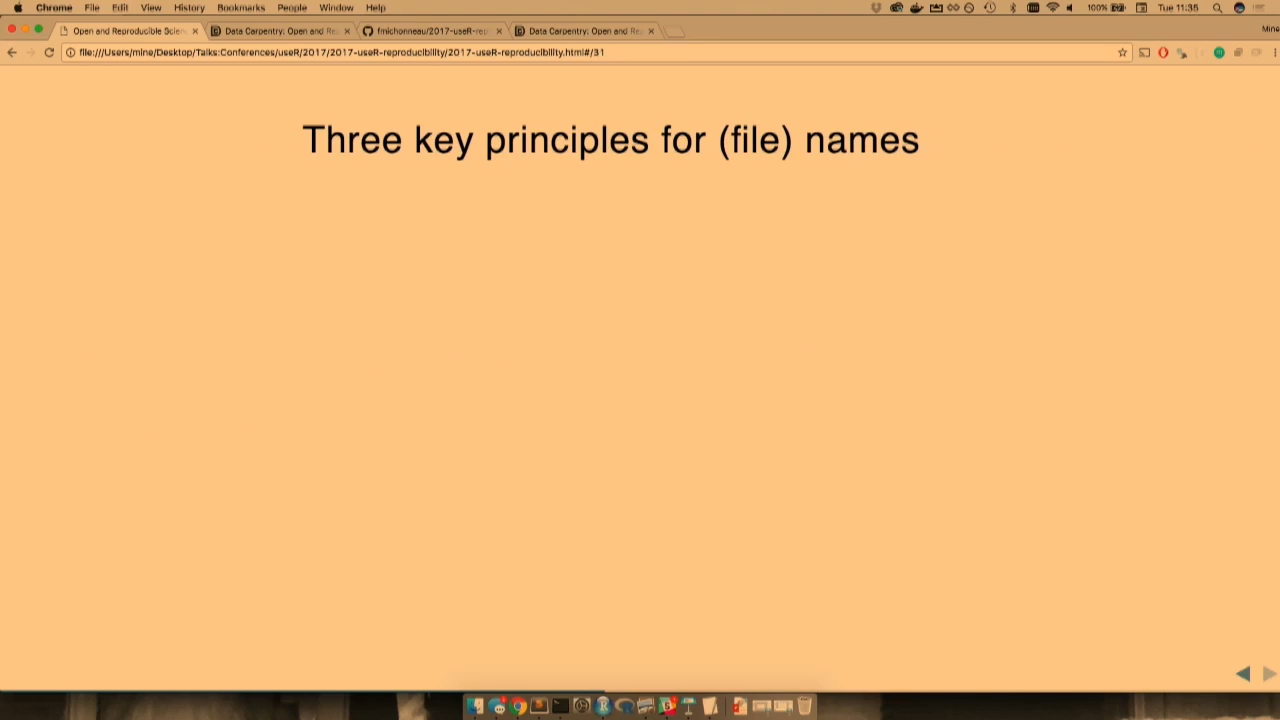 Chrome File Edit View History Bookmarks People Window Help 100% Tue 11:35
Open and Reproducible Scien Data Carpentry: Open and Re fmichonneau/2017-useR-rep Data Carpentry: Open and Re Mine
file:///Users/mine/Desktop/Talks:Conferences/useR/2017/2017-useR-reproducibility/2017-useR-reproducibility.html#/31
Three key principles for (file) names